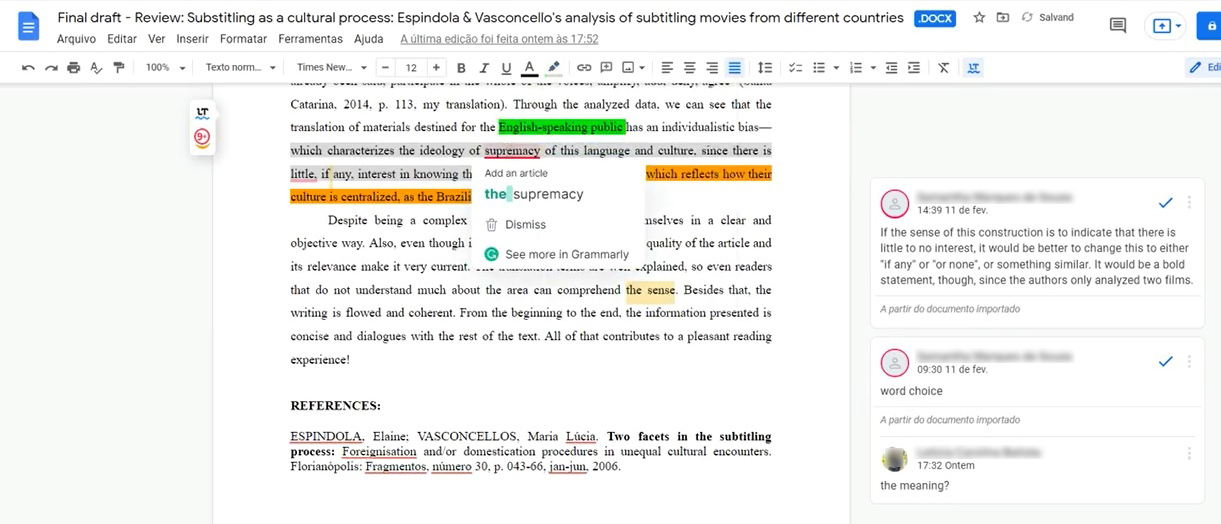 Final draft - Review: Substitling as a cultural process: Espindola & Vasconcello's analysis of subtitling movies from different countries .DOCX Salvand
Arquivo Editar Ver Inserir Formatar Ferramentas Ajuda A última edição foi feita ontem às 17:52
100% Texto norm... Times New... 12 B I U A Edi
Catarina, 2014, p. 113, my translation). Through the analyzed data, we can see that the
translation of materials destined for the English-speaking public has an individualistic bias—
which characterizes the ideology of supremacy of this language and culture, since there is
little, if any, interest in knowing th which reflects how their
culture is centralized, as the Brazili
Add an article
the supremacy
Dismiss
See more in Grammarly
Despite being a complex mselves in a clear and
objective way. Also, even though i quality of the article and
its relevance make it very current. The translation terms are well explained, so even readers
that do not understand much about the area can comprehend the sense. Besides that, the
writing is flowed and coherent. From the beginning to the end, the information presented is
concise and dialogues with the rest of the text. All of that contributes to a pleasant reading
experience!
REFERENCES:
ESPINDOLA, Elaine; VASCONCELLOS, Maria Lúcia. Two facets in the subtitling
process: Foreignisation and/or domestication procedures in unequal cultural encounters.
Florianópolis: Fragmentos, número 30, p. 043-66, jan-jun, 2006.
LT
9+
14:39 11 de fev.
If the sense of this construction is to indicate that there is
little to no interest, it would be better to change this to either
"if any" or "or none", or something similar. It would be a bold
statement, though, since the authors only analyzed two films.
A partir do documento importado
09:30 11 de fev.
word choice
A partir do documento importado
17:32 Ontem
the meaning?